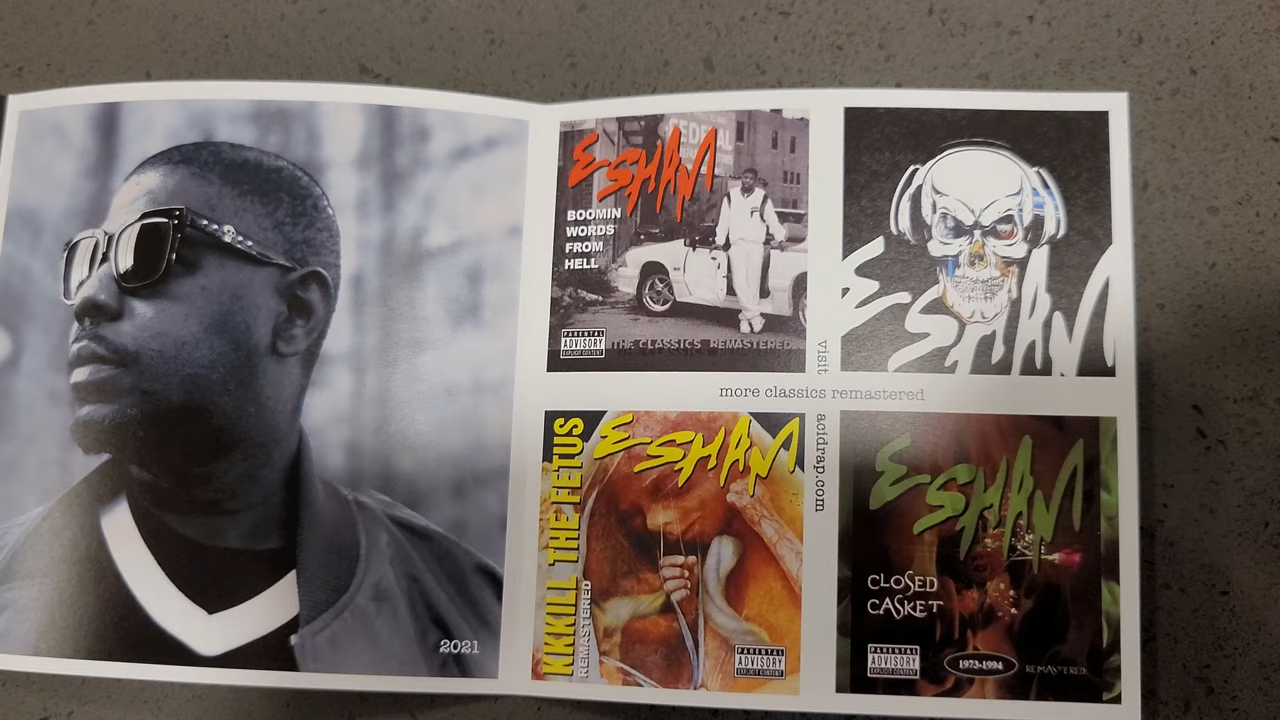 2021
FEDERAL
ESHAM
BOOMIN
WORDS
FROM
HELL
PARENTAL
ADVISORY
EXPLICIT CONTENT
THE CLASSICS REMASTERED
ESHAM
visit
more classics remastered
acidrap.com
KKKILL THE FETUS
REMASTERED
ESHAM
PARENTAL
ADVISORY
EXPLICIT CONTENT
ESHAM
CLOSED
CASKET
PARENTAL
ADVISORY
EXPLICIT CONTENT
1973-1994
REMASTERED